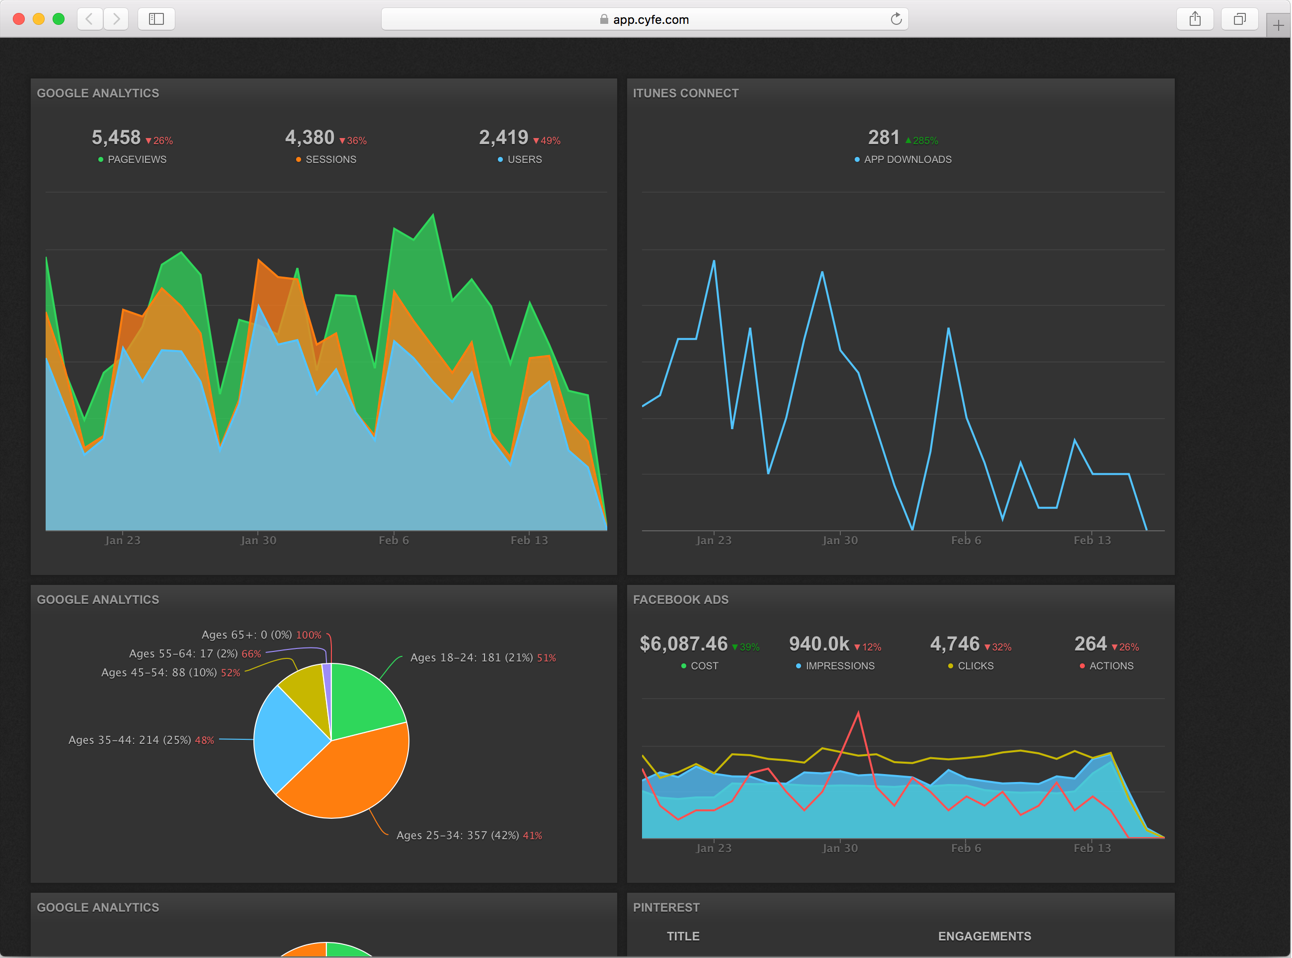 app.cyfe.com
GOOGLE ANALYTICS
5,458 ▼26%
PAGEVIEWS
4,380 ▼36%
SESSIONS
2,419 ▼49%
USERS
Jan 23
Jan 30
Feb 6
Feb 13
ITUNES CONNECT
281 ▲285%
APP DOWNLOADS
Jan 23
Jan 30
Feb 6
Feb 13
GOOGLE ANALYTICS
Ages 65+: 0 (0%) 100%
Ages 55-64: 17 (2%) 66%
Ages 45-54: 88 (10%) 52%
Ages 18-24: 181 (21%) 51%
Ages 35-44: 214 (25%) 48%
Ages 25-34: 357 (42%) 41%
FACEBOOK ADS
$6,087.46 ▼39%
COST
940.0k ▼12%
IMPRESSIONS
4,746 ▼32%
CLICKS
264 ▼26%
ACTIONS
Jan 23
Jan 30
Feb 6
Feb 13
GOOGLE ANALYTICS
PINTEREST
TITLE
ENGAGEMENTS